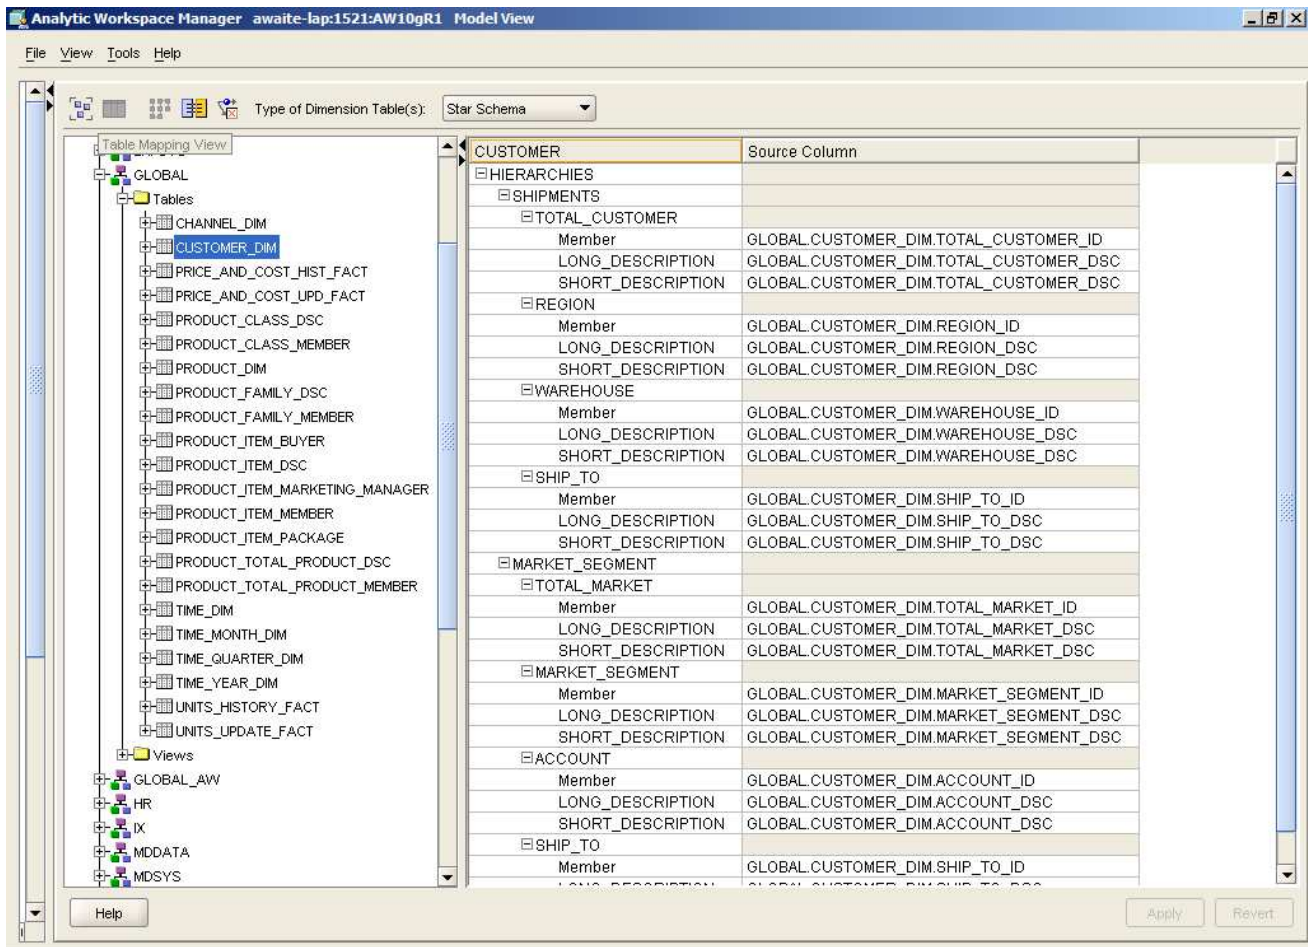 Analytic Workspace Manager awaite-lap:1521:AW10gR1 Model View
File View Tools Help
Type of Dimension Table(s): Star Schema
Table Mapping View
GLOBAL
Tables
CHANNEL_DIM
CUSTOMER_DIM
PRICE_AND_COST_HIST_FACT
PRICE_AND_COST_UPD_FACT
PRODUCT_CLASS_DSC
PRODUCT_CLASS_MEMBER
PRODUCT_DIM
PRODUCT_FAMILY_DSC
PRODUCT_FAMILY_MEMBER
PRODUCT_ITEM_BUYER
PRODUCT_ITEM_DSC
PRODUCT_ITEM_MARKETING_MANAGER
PRODUCT_ITEM_MEMBER
PRODUCT_ITEM_PACKAGE
PRODUCT_TOTAL_PRODUCT_DSC
PRODUCT_TOTAL_PRODUCT_MEMBER
TIME_DIM
TIME_MONTH_DIM
TIME_QUARTER_DIM
TIME_YEAR_DIM
UNITS_HISTORY_FACT
UNITS_UPDATE_FACT
Views
GLOBAL_AW
HR
IX
MDDATA
MDSYS
CUSTOMER Source Column
HIERARCHIES
SHIPMENTS
TOTAL_CUSTOMER
Member GLOBAL.CUSTOMER_DIM.TOTAL_CUSTOMER_ID
LONG_DESCRIPTION GLOBAL.CUSTOMER_DIM.TOTAL_CUSTOMER_DSC
SHORT_DESCRIPTION GLOBAL.CUSTOMER_DIM.TOTAL_CUSTOMER_DSC
REGION
Member GLOBAL.CUSTOMER_DIM.REGION_ID
LONG_DESCRIPTION GLOBAL.CUSTOMER_DIM.REGION_DSC
SHORT_DESCRIPTION GLOBAL.CUSTOMER_DIM.REGION_DSC
WAREHOUSE
Member GLOBAL.CUSTOMER_DIM.WAREHOUSE_ID
LONG_DESCRIPTION GLOBAL.CUSTOMER_DIM.WAREHOUSE_DSC
SHORT_DESCRIPTION GLOBAL.CUSTOMER_DIM.WAREHOUSE_DSC
SHIP_TO
Member GLOBAL.CUSTOMER_DIM.SHIP_TO_ID
LONG_DESCRIPTION GLOBAL.CUSTOMER_DIM.SHIP_TO_DSC
SHORT_DESCRIPTION GLOBAL.CUSTOMER_DIM.SHIP_TO_DSC
MARKET_SEGMENT
TOTAL_MARKET
Member GLOBAL.CUSTOMER_DIM.TOTAL_MARKET_ID
LONG_DESCRIPTION GLOBAL.CUSTOMER_DIM.TOTAL_MARKET_DSC
SHORT_DESCRIPTION GLOBAL.CUSTOMER_DIM.TOTAL_MARKET_DSC
MARKET_SEGMENT
Member GLOBAL.CUSTOMER_DIM.MARKET_SEGMENT_ID
LONG_DESCRIPTION GLOBAL.CUSTOMER_DIM.MARKET_SEGMENT_DSC
SHORT_DESCRIPTION GLOBAL.CUSTOMER_DIM.MARKET_SEGMENT_DSC
ACCOUNT
Member GLOBAL.CUSTOMER_DIM.ACCOUNT_ID
LONG_DESCRIPTION GLOBAL.CUSTOMER_DIM.ACCOUNT_DSC
SHORT_DESCRIPTION GLOBAL.CUSTOMER_DIM.ACCOUNT_DSC
SHIP_TO
Member GLOBAL.CUSTOMER_DIM.SHIP_TO_ID
Help Apply Revert